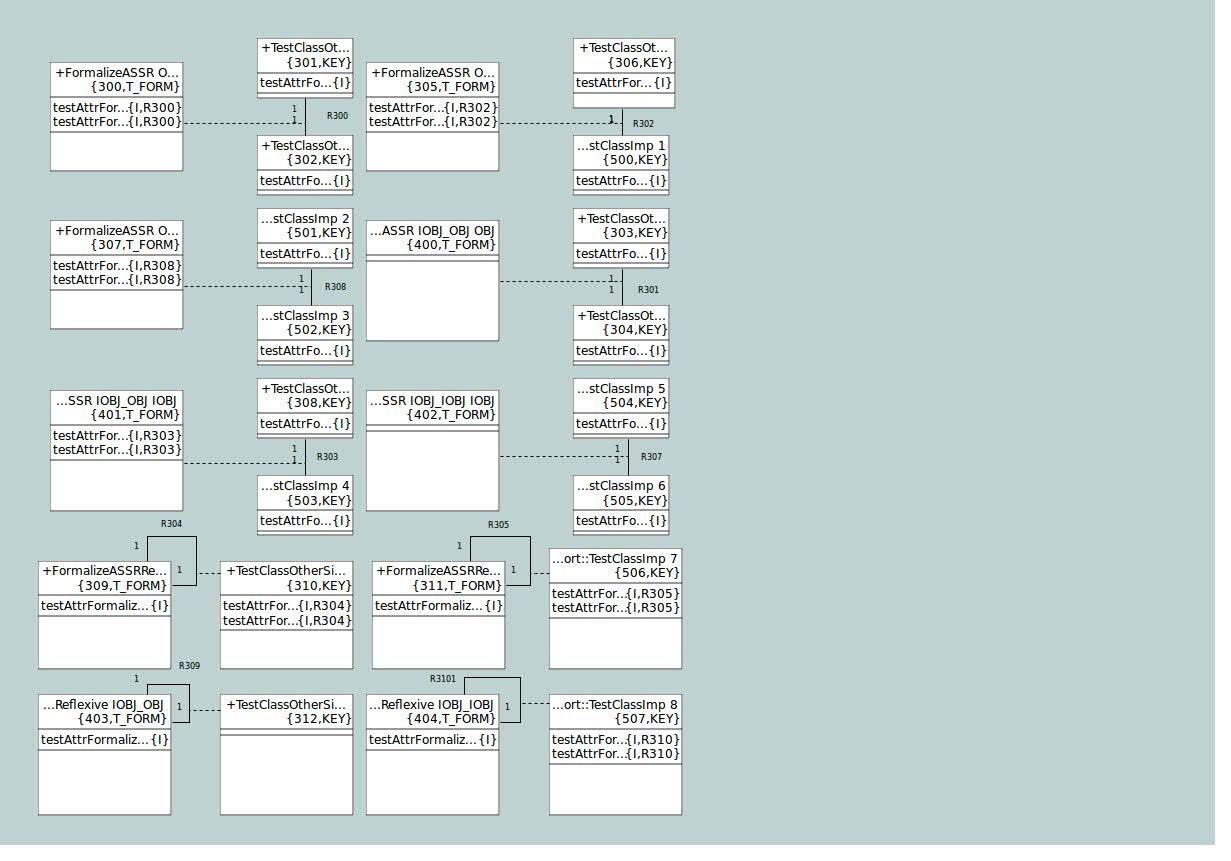 +FormalizeASSR O...
{300,T_FORM}
testAttrFor...{I,R300}
testAttrFor...{I,R300}
+TestClassOt...
{301,KEY}
testAttrFo...{I}
1
1
R300
+TestClassOt...
{302,KEY}
testAttrFo...{I}
+FormalizeASSR O...
{305,T_FORM}
testAttrFor...{I,R302}
testAttrFor...{I,R302}
+TestClassOt...
{306,KEY}
testAttrFor...{I}
1
R302
...stClassImp 1
{500,KEY}
testAttrFo...{I}
+FormalizeASSR O...
{307,T_FORM}
testAttrFor...{I,R308}
testAttrFor...{I,R308}
...stClassImp 2
{501,KEY}
testAttrFo...{I}
1
1
R308
...stClassImp 3
{502,KEY}
testAttrFo...{I}
...ASSR IOBJ_OBJ OBJ
{400,T_FORM}
+TestClassOt...
{303,KEY}
testAttrFo...{I}
1
1
R301
+TestClassOt...
{304,KEY}
testAttrFo...{I}
...SSR IOBJ_OBJ IOBJ
{401,T_FORM}
testAttrFor...{I,R303}
testAttrFor...{I,R303}
+TestClassOt...
{308,KEY}
testAttrFo...{I}
1
1
R303
...stClassImp 4
{503,KEY}
testAttrFo...{I}
...SSR IOBJ_IOBJ IOBJ
{402,T_FORM}
...stClassImp 5
{504,KEY}
testAttrFo...{I}
1
1
R307
...stClassImp 6
{505,KEY}
testAttrFo...{I}
R304
1
1
+FormalizeASSRRe...
{309,T_FORM}
testAttrFormaliz...{I}
+TestClassOtherSi...
{310,KEY}
testAttrFor...{I,R304}
testAttrFor...{I,R304}
R305
1
1
+FormalizeASSRRe...
{311,T_FORM}
testAttrFormaliz...{I}
...ort::TestClassImp 7
{506,KEY}
testAttrFor...{I,R305}
testAttrFor...{I,R305}
R309
1
1
...Reflexive IOBJ_OBJ
{403,T_FORM}
testAttrFormaliz...{I}
+TestClassOtherSi...
{312,KEY}
R3101
1
...Reflexive IOBJ_IOBJ
{404,T_FORM}
testAttrFormaliz...{I}
...ort::TestClassImp 8
{507,KEY}
testAttrFor...{I,R310}
testAttrFor...{I,R310}